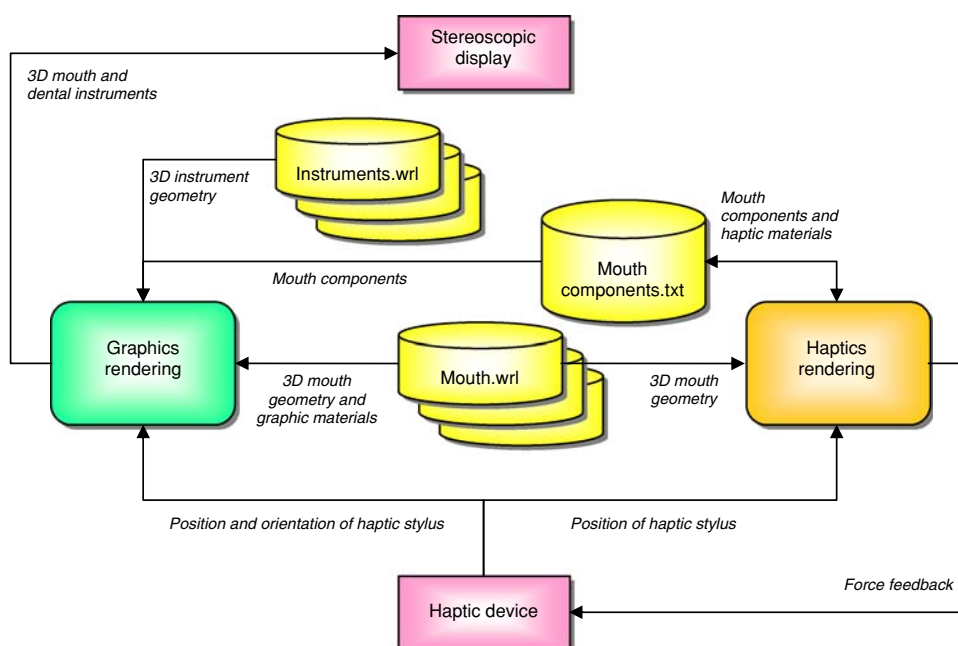 Stereoscopic
display
3D mouth and
dental instruments
Instruments.wrl
3D instrument
geometry
Mouth
components and
haptic materials
Mouth components
Mouth
components.txt
Graphics
rendering
Mouth.wrl
Haptics
rendering
3D mouth
geometry and
graphic materials
3D mouth
geometry
Position and orientation of haptic stylus
Position of haptic stylus
Haptic device
Force feedback